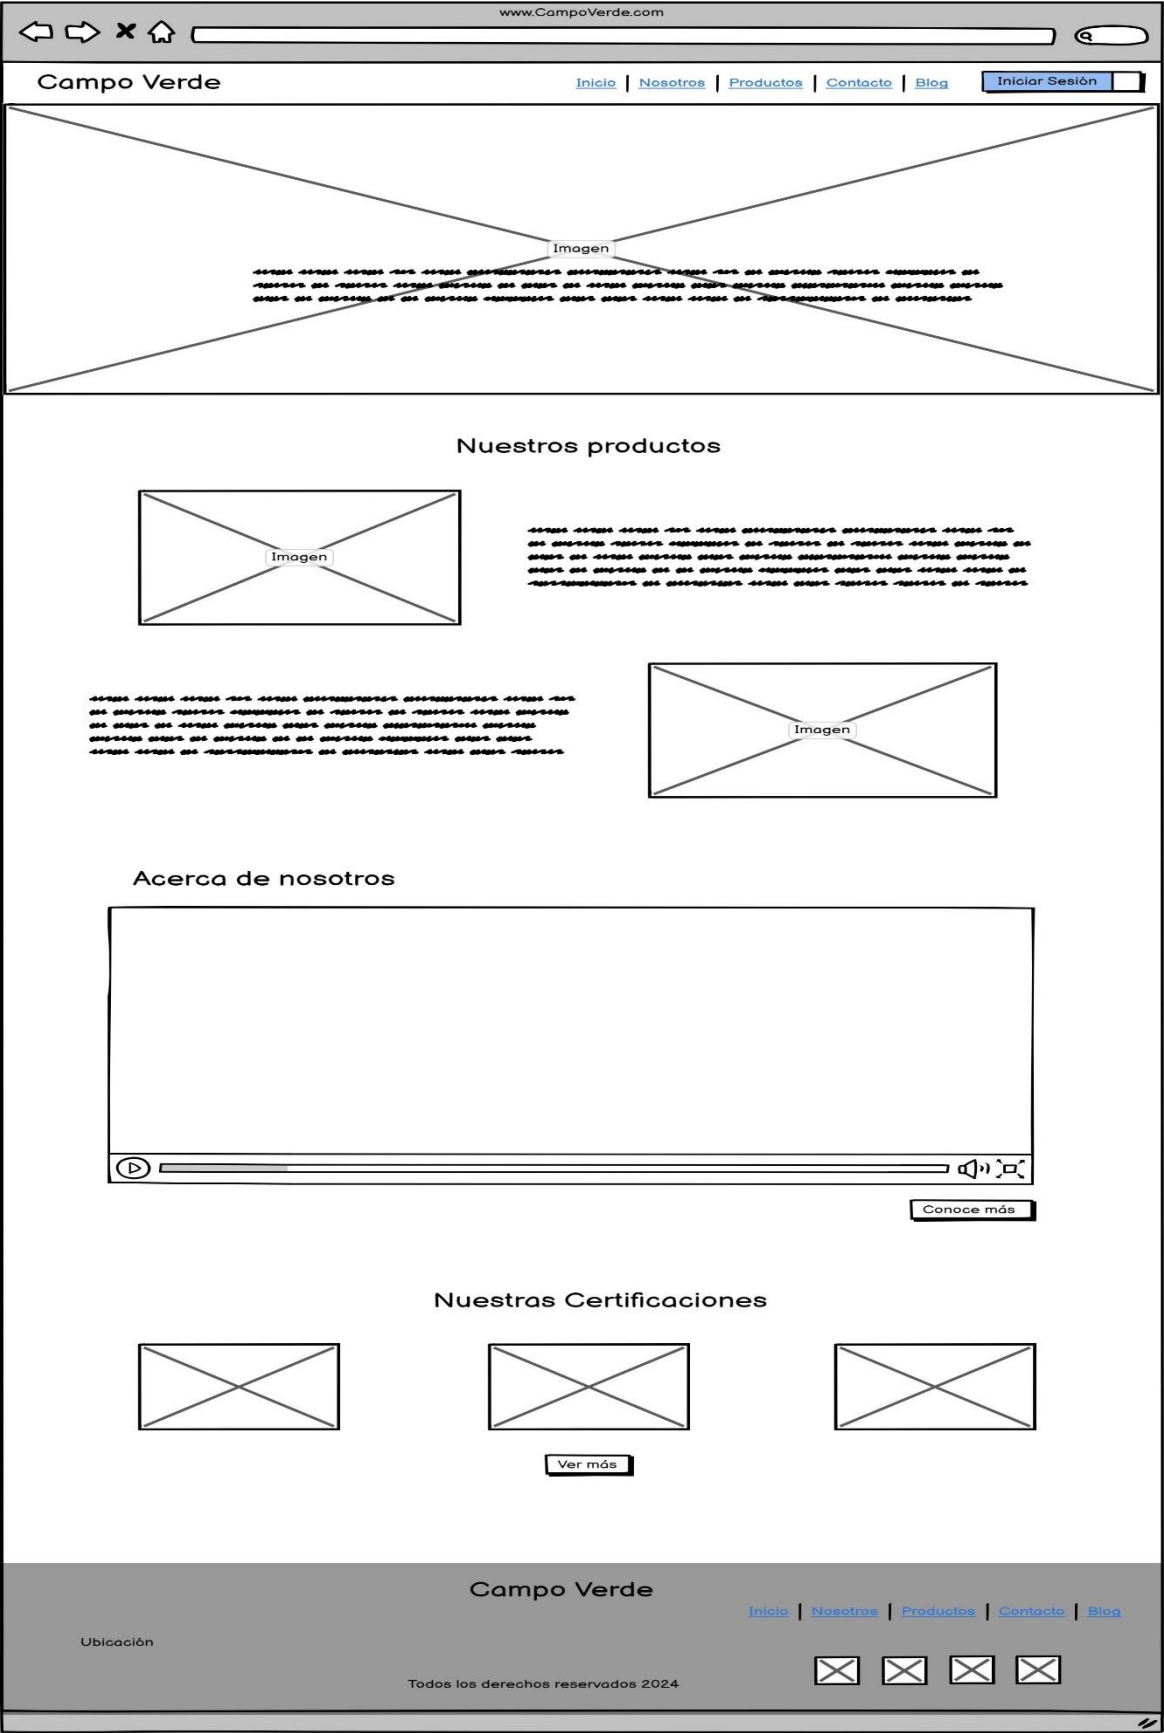 www.CampoVerde.com
Campo Verde
Inicio | Nosotros | Productos | Contacto | Blog
Iniciar Sesión
Imagen
Nuestros productos
Imagen
Imagen
Acerca de nosotros
Conoce más
Nuestras Certificaciones
Ver más
Campo Verde
Inicio | Nosotros | Productos | Contacto | Blog
Ubicación
Todos los derechos reservados 2024